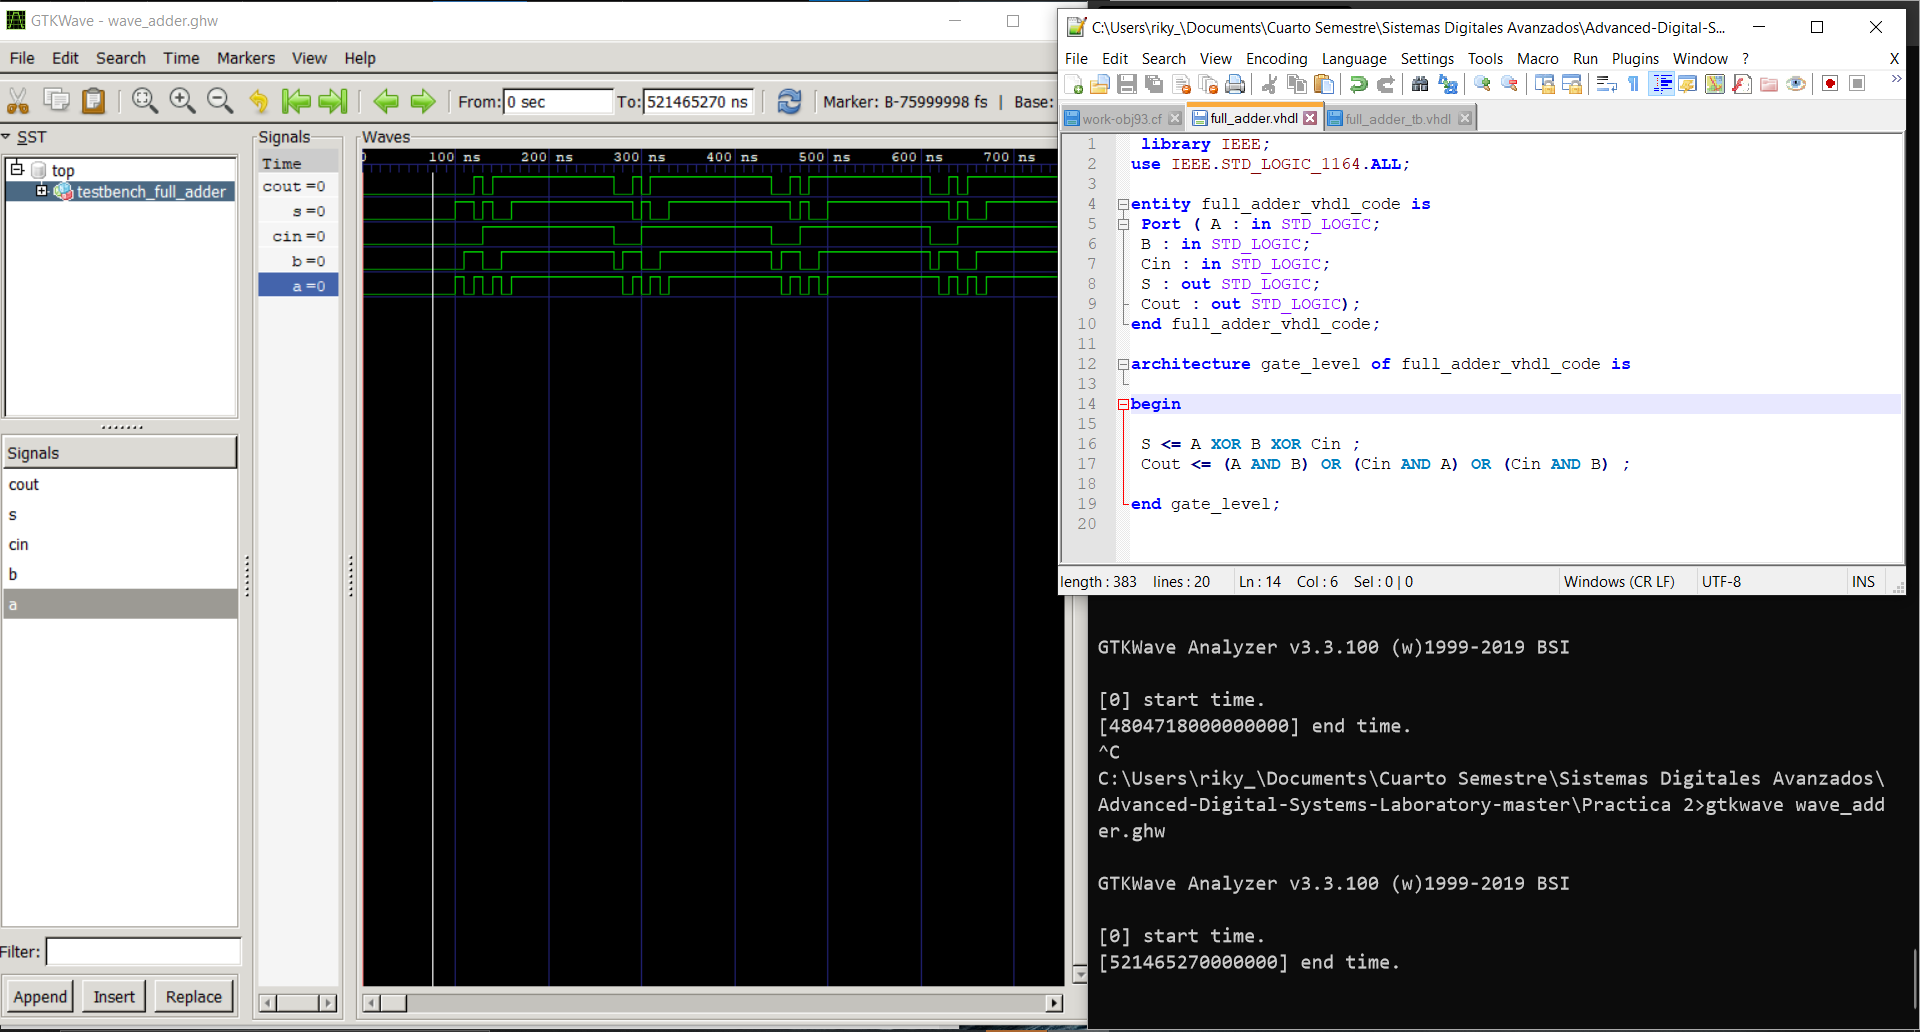 GTKWave - wave_adder.ghw
File Edit Search Time Markers View Help
From: 0 sec To: 521465270 ns Marker: B-75999998 fs | Base:
SST
top
testbench_full_adder
Signals
cout
s
cin
b
a
Filter:
Append Insert Replace
Signals
Time
cout =0
s =0
cin =0
b =0
a =0
Waves
100 ns 200 ns 300 ns 400 ns 500 ns 600 ns 700 ns
C:\Users\riky_\Documents\Cuarto Semestre\Sistemas Digitales Avanzados\Advanced-Digital-S...
File Edit Search View Encoding Language Settings Tools Macro Run Plugins Window ? X
work-obj93.cf full_adder.vhdl full_adder_tb.vhdl
1 library IEEE;
2 use IEEE.STD_LOGIC_1164.ALL;
3
4 entity full_adder_vhdl_code is
5 Port ( A : in STD_LOGIC;
6 B : in STD_LOGIC;
7 Cin : in STD_LOGIC;
8 S : out STD_LOGIC;
9 Cout : out STD_LOGIC);
10 end full_adder_vhdl_code;
11
12 architecture gate_level of full_adder_vhdl_code is
13
14 begin
15
16 S <= A XOR B XOR Cin ;
17 Cout <= (A AND B) OR (Cin AND A) OR (Cin AND B) ;
18
19 end gate_level;
20
length : 383 lines : 20 Ln : 14 Col : 6 Sel : 0 | 0 Windows (CR LF) UTF-8 INS
GTKWave Analyzer v3.3.100 (w)1999-2019 BSI
[0] start time.
[4804718000000000] end time.
^C
C:\Users\riky_\Documents\Cuarto Semestre\Sistemas Digitales Avanzados\
Advanced-Digital-Systems-Laboratory-master\Practica 2>gtkwave wave_add
er.ghw
GTKWave Analyzer v3.3.100 (w)1999-2019 BSI
[0] start time.
[521465270000000] end time.